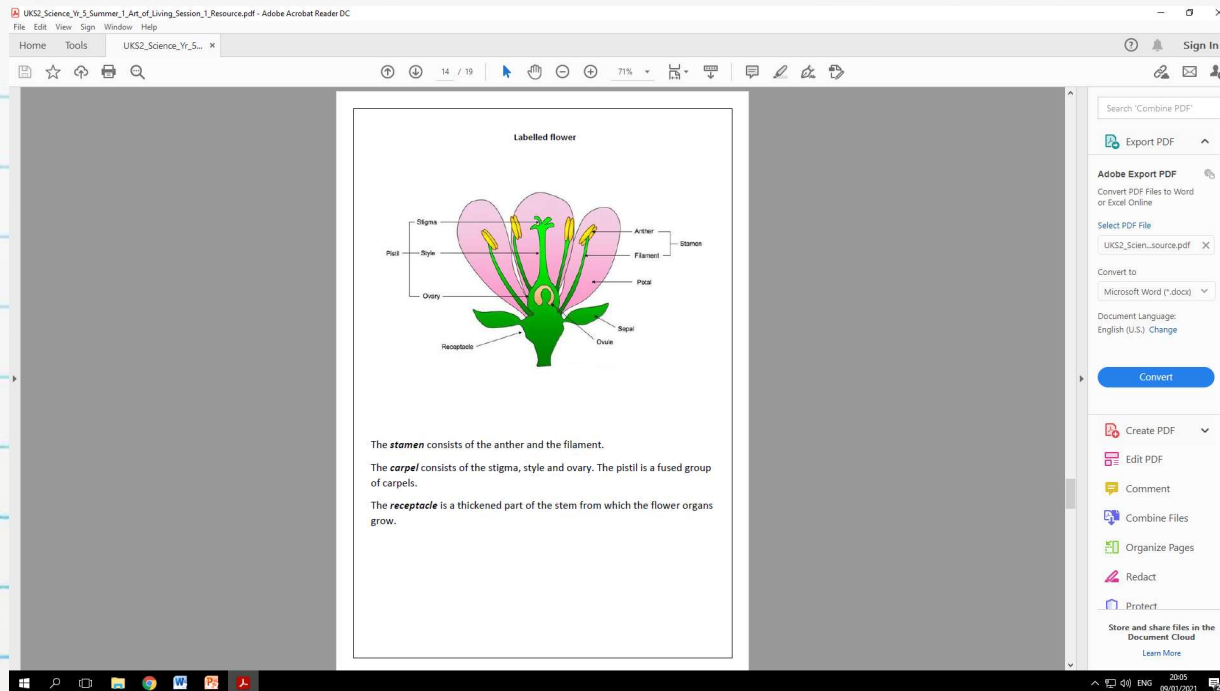 UKS2_Science_Yr_5_Summer_1_Art_of_Living_Session_1_Resource.pdf - Adobe Acrobat Reader DC
File Edit View Sign Window Help
Home Tools UKS2_Science_Yr_5... ×
Sign In
14 / 19 71%
Search 'Combine PDF'
Export PDF
Adobe Export PDF
Convert PDF Files to Word
or Excel Online
Select PDF File
UKS2_Scien...source.pdf
Convert to
Microsoft Word (*.docx)
Document Language:
English (U.S.) Change
Convert
Create PDF
Edit PDF
Comment
Combine Files
Organize Pages
Redact
Protect
Store and share files in the
Document Cloud
Learn More
Labelled flower
Stigma
Pistil
Style
Ovary
Receptacle
Anther
Stamen
Filament
Petal
Sepal
Ovule
The stamen consists of the anther and the filament.
The carpel consists of the stigma, style and ovary. The pistil is a fused group
of carpels.
The receptacle is a thickened part of the stem from which the flower organs
grow.
ENG
20:05
09/01/2021